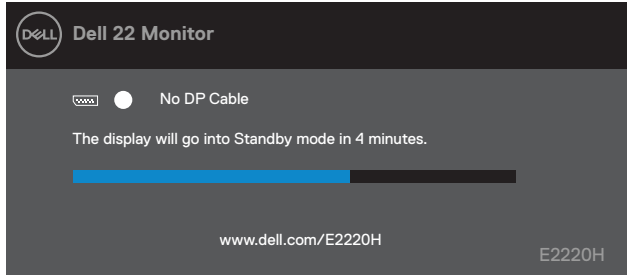 DELL Dell 22 Monitor
No DP Cable
The display will go into Standby mode in 4 minutes.
www.dell.com/E2220H
E2220H